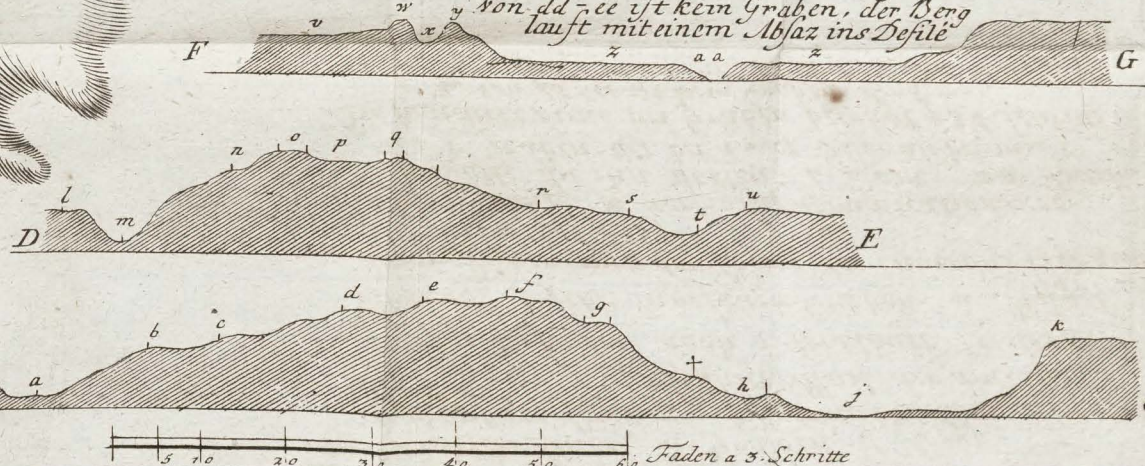 Von dd - ee ist kein Graben, der Berg
lauft mit einem Absaz ins Defilé
F v w x y z a a z G
D l m n o p q r s t u E
a b c d e f g h j k
5 10 20 30 40 50 60 Faden a 3. Schritte